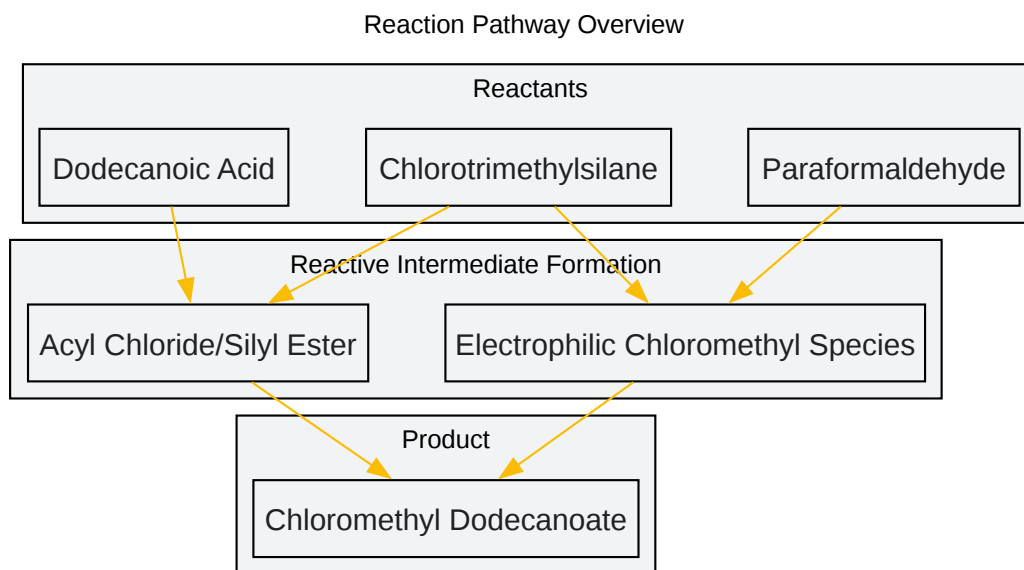 Reaction Pathway Overview
Reactants
Dodecanoic Acid
Chlorotrimethylsilane
Paraformaldehyde
Reactive Intermediate Formation
Acyl Chloride/Silyl Ester
Electrophilic Chloromethyl Species
Product
Chloromethyl Dodecanoate